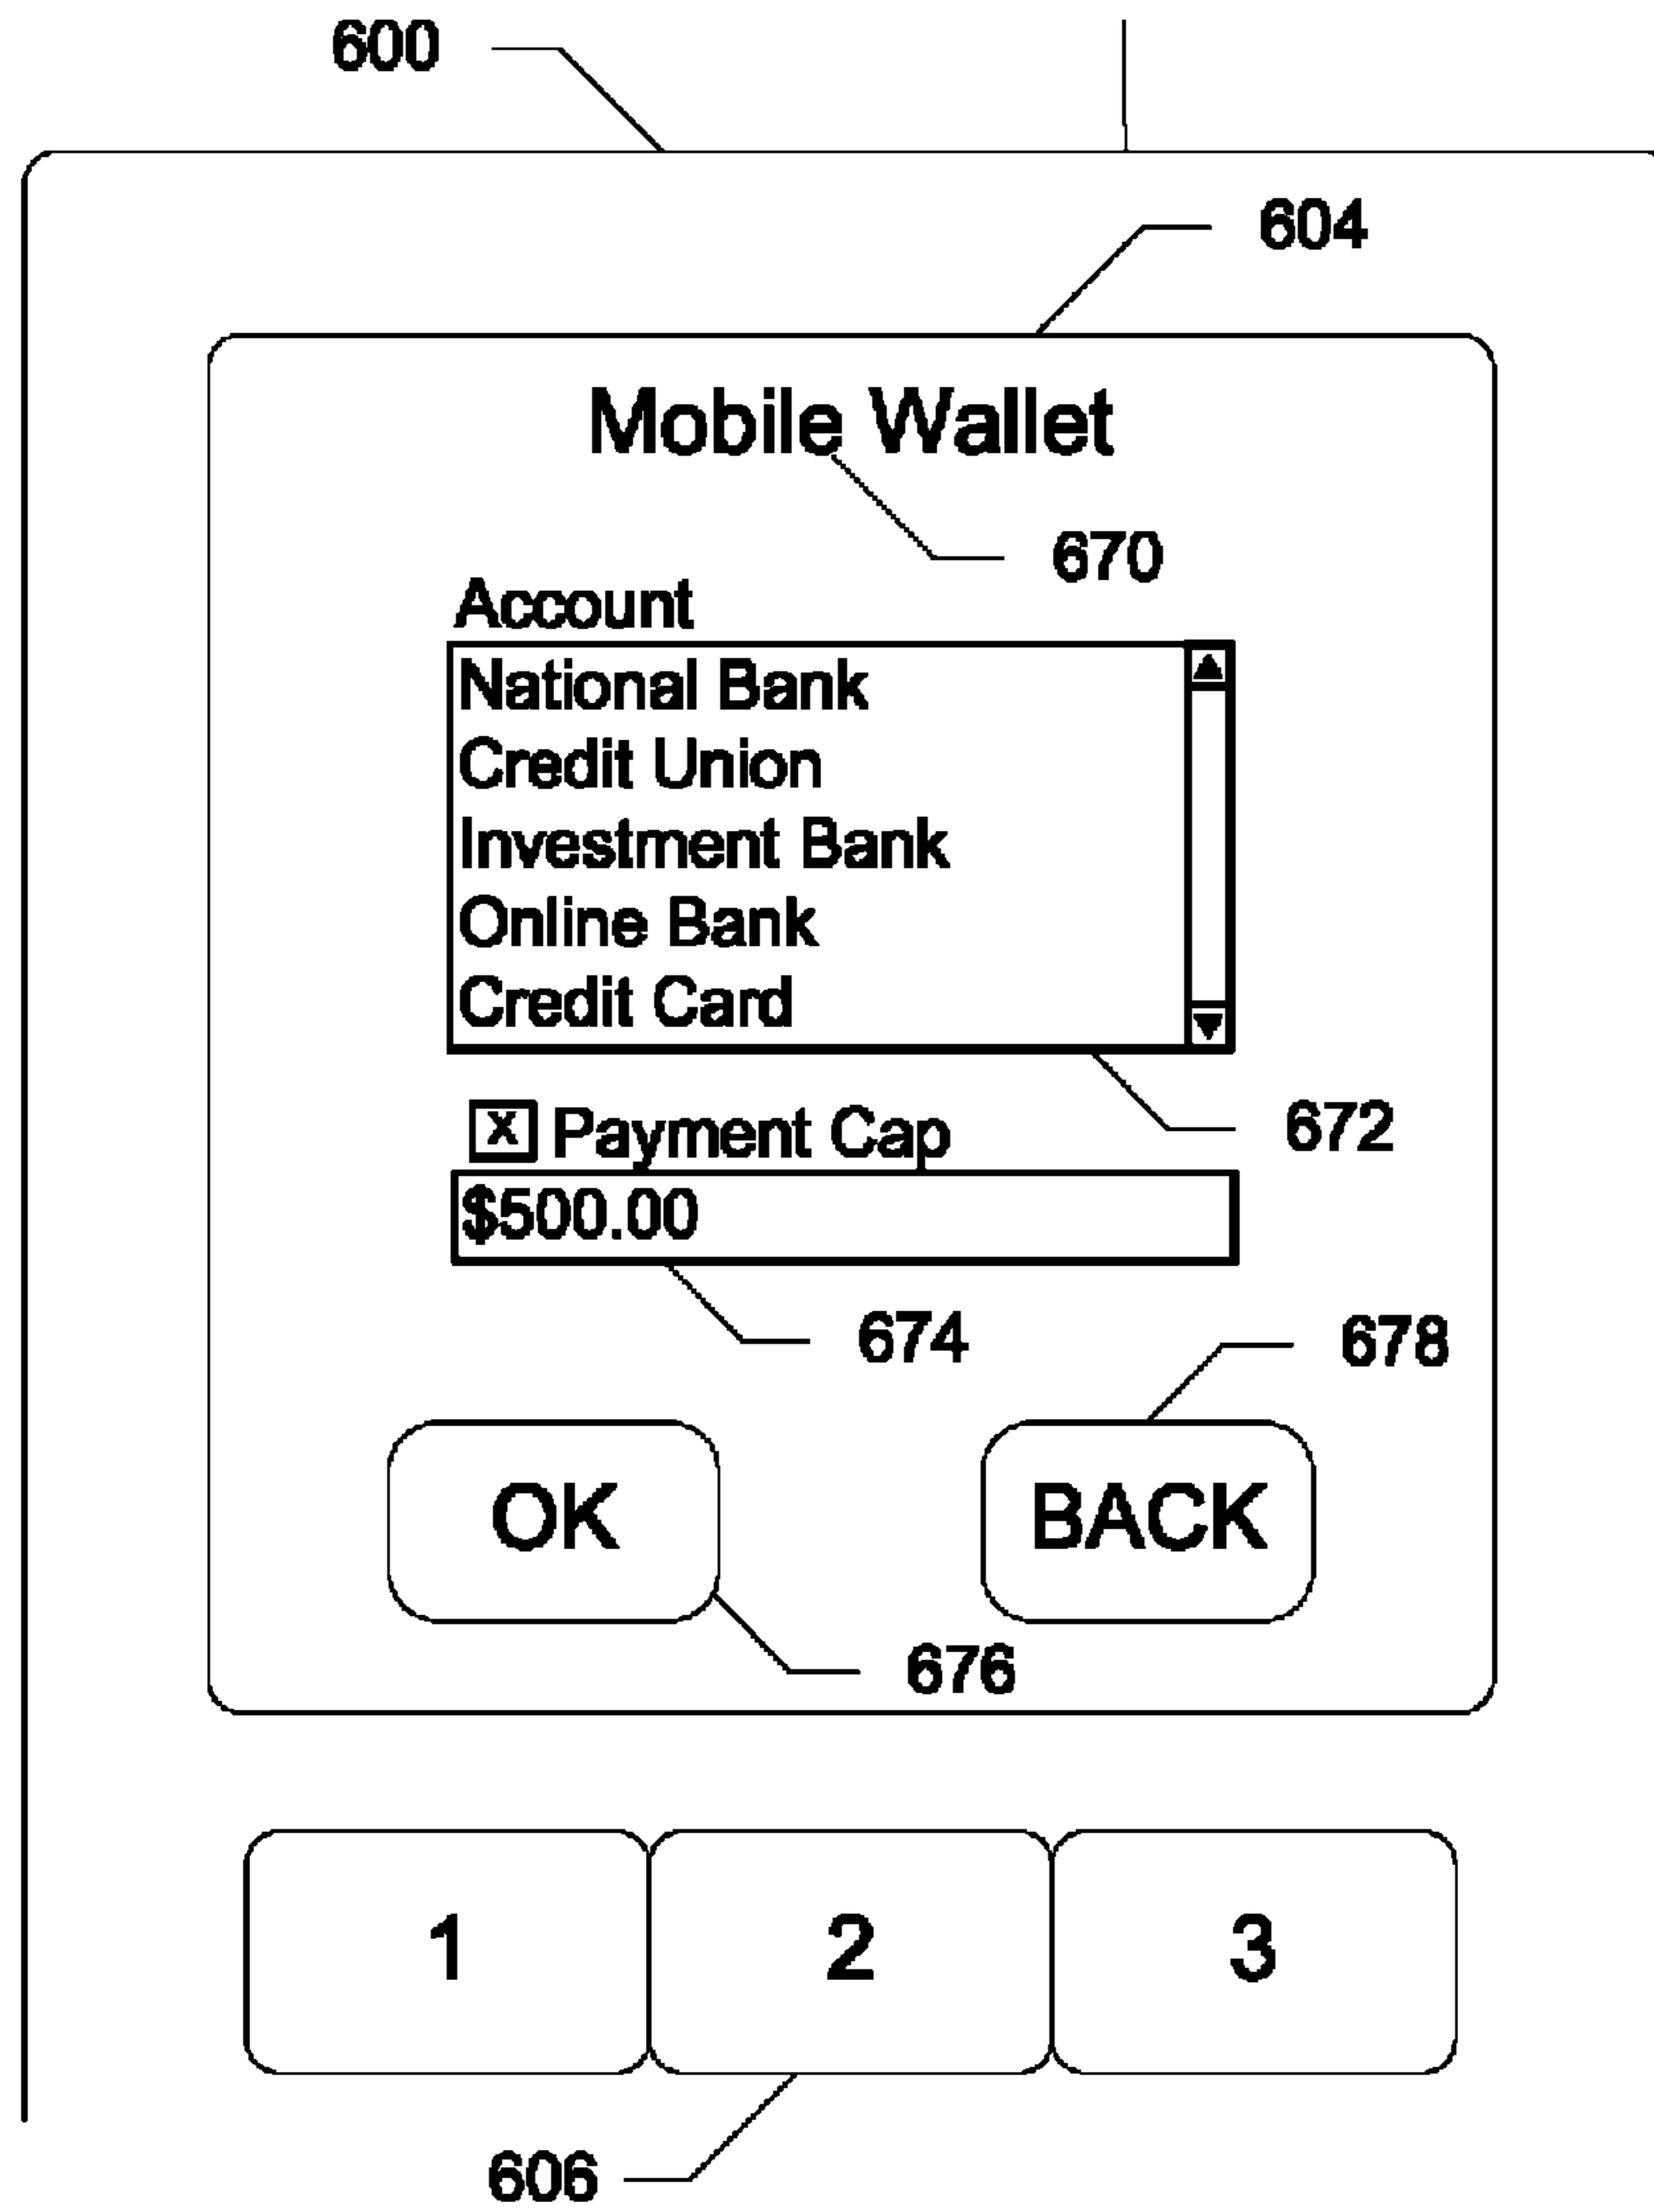 600
604
Mobile Wallet
670
Account
National Bank
Credit Union
Investment Bank
Online Bank
Credit Card
672
x Payment Cap
$500.00
674
678
OK
BACK
676
1 2 3
606